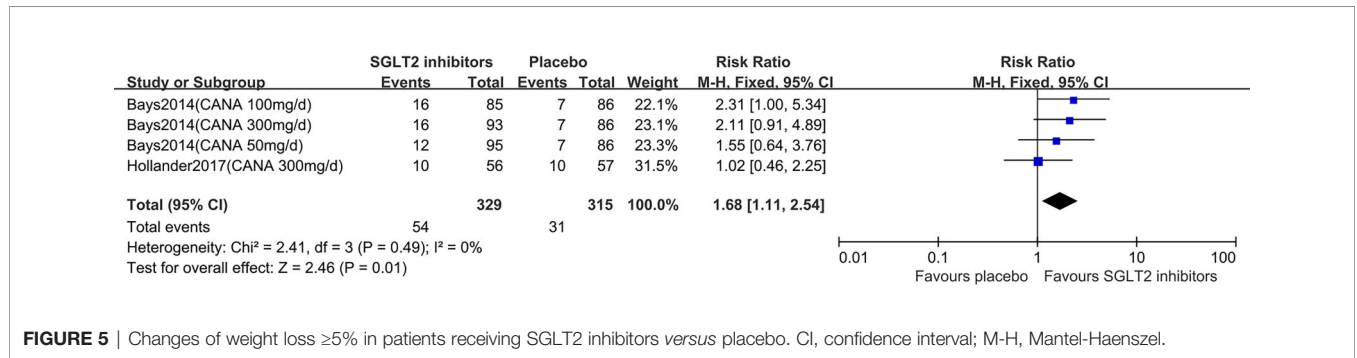 SGLT2 inhibitors Placebo Risk Ratio Risk Ratio
Study or Subgroup Events Total Events Total Weight M-H, Fixed, 95% CI M-H, Fixed, 95% CI
Bays2014(CANA 100mg/d) 16 85 7 86 22.1% 2.31 [1.00, 5.34]
Bays2014(CANA 300mg/d) 16 93 7 86 23.1% 2.11 [0.91, 4.89]
Bays2014(CANA 50mg/d) 12 95 7 86 23.3% 1.55 [0.64, 3.76]
Hollander2017(CANA 300mg/d) 10 56 10 57 31.5% 1.02 [0.46, 2.25]
Total (95% CI) 329 315 100.0% 1.68 [1.11, 2.54]
Total events 54 31
Heterogeneity: Chi² = 2.41, df = 3 (P = 0.49); I² = 0%
Test for overall effect: Z = 2.46 (P = 0.01)
0.01 0.1 1 10 100
Favours placebo Favours SGLT2 inhibitors
FIGURE 5 | Changes of weight loss ≥5% in patients receiving SGLT2 inhibitors versus placebo. CI, confidence interval; M-H, Mantel-Haenszel.